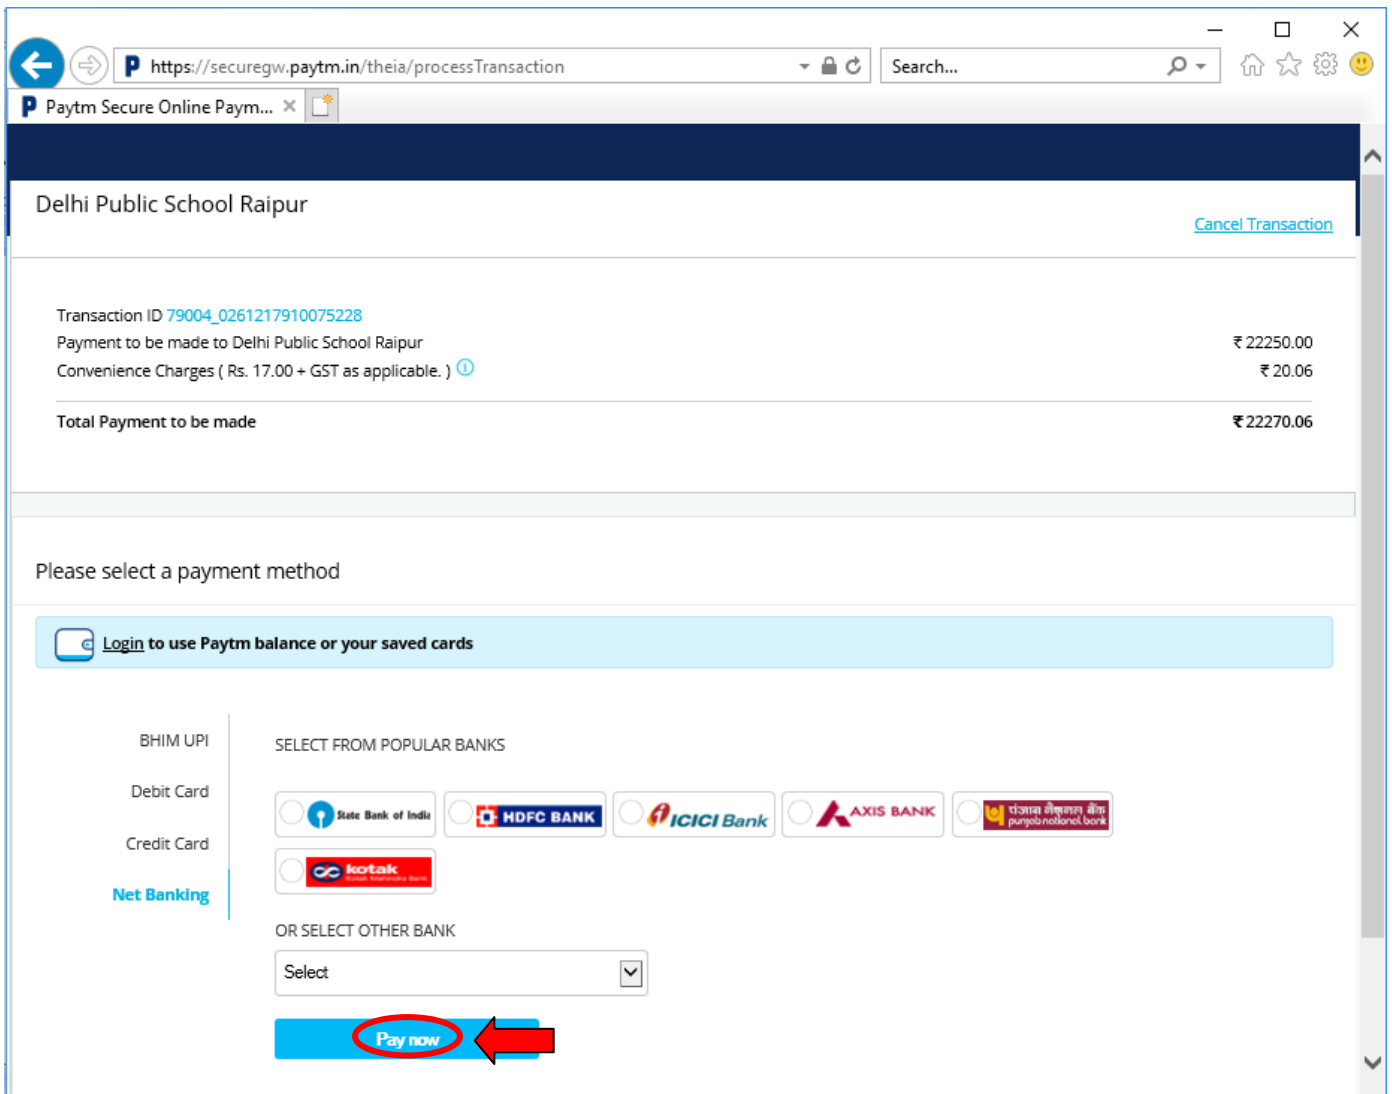 https://securegw.paytm.in/theia/processTransaction
Search...
Paytm Secure Online Paym...
Delhi Public School Raipur
Cancel Transaction
Transaction ID 79004_0261217910075228
Payment to be made to Delhi Public School Raipur ₹ 22250.00
Convenience Charges ( Rs. 17.00 + GST as applicable. ) ₹ 20.06
Total Payment to be made ₹ 22270.06
Please select a payment method
Login to use Paytm balance or your saved cards
BHIM UPI
Debit Card
Credit Card
Net Banking
SELECT FROM POPULAR BANKS
State Bank of India
HDFC BANK
ICICI Bank
AXIS BANK
पंजाब नैशनल बैंक
punjab national bank
kotak
Kotak Mahindra Bank
OR SELECT OTHER BANK
Select
Pay now